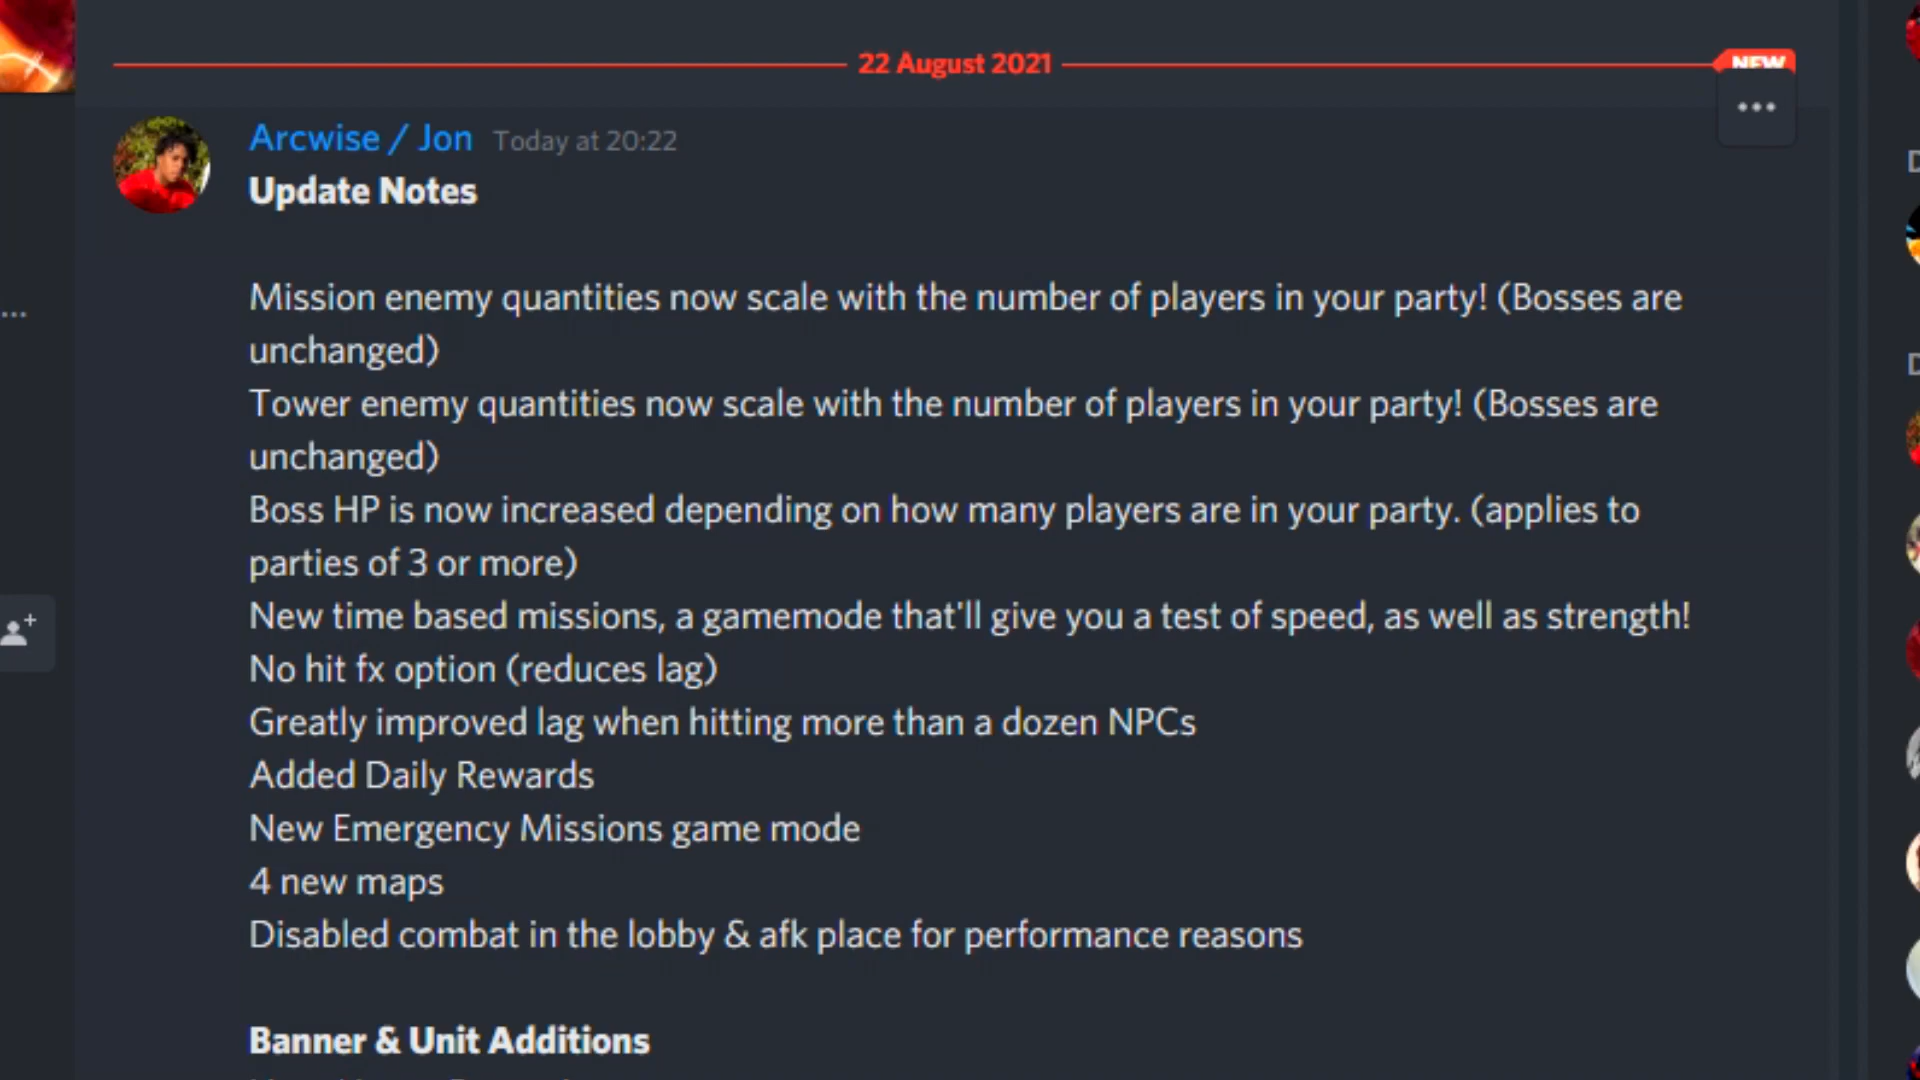 22 August 2021
NEW
Arcwise / Jon Today at 20:22
Update Notes
Mission enemy quantities now scale with the number of players in your party! (Bosses are
unchanged)
Tower enemy quantities now scale with the number of players in your party! (Bosses are
unchanged)
Boss HP is now increased depending on how many players are in your party. (applies to
parties of 3 or more)
New time based missions, a gamemode that'll give you a test of speed, as well as strength!
No hit fx option (reduces lag)
Greatly improved lag when hitting more than a dozen NPCs
Added Daily Rewards
New Emergency Missions game mode
4 new maps
Disabled combat in the lobby & afk place for performance reasons
Banner & Unit Additions